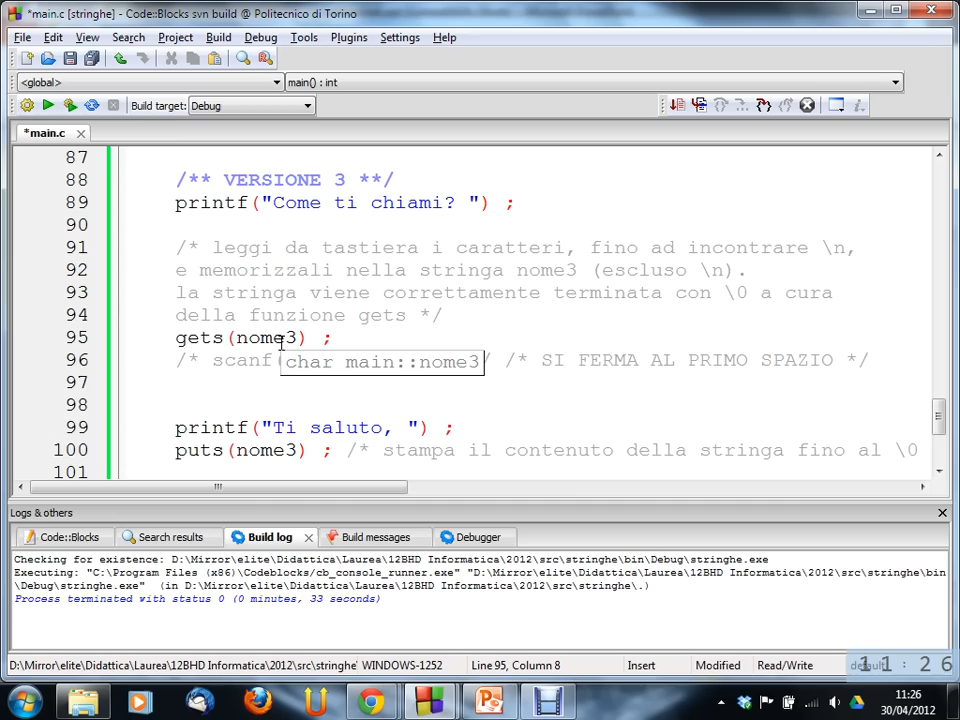 *main.c [stringhe] - Code::Blocks svn build @ Politecnico di Torino
File Edit View Search Project Build Debug Tools Plugins Settings Help
<global> main() : int
Build target: Debug
*main.c
87
88 /** VERSIONE 3 **/
89 printf("Come ti chiami? ") ;
90
91 /* leggi da tastiera i caratteri, fino ad incontrare \n,
92 e memorizzali nella stringa nome3 (escluso \n).
93 la stringa viene correttamente terminata con \0 a cura
94 della funzione gets */
95 gets(nome3) ;
96 /* scanf( char main::nome3 / /* SI FERMA AL PRIMO SPAZIO */
97
98
99 printf("Ti saluto, ") ;
100 puts(nome3) ; /* stampa il contenuto della stringa fino al \0
101
Logs & others
Code::Blocks Search results Build log Build messages Debugger
Checking for existence: D:\Mirror\elite\Didattica\Laurea\12BHD Informatica\2012\src\stringhe\bin\Debug\stringhe.exe
Executing: "C:\Program Files (x86)\Codeblocks/cb_console_runner.exe" "D:\Mirror\elite\Didattica\Laurea\12BHD Informatica\2012\src\stringhe\bin
\Debug\stringhe.exe" (in D:\Mirror\elite\Didattica\Laurea\12BHD Informatica\2012\src\stringhe\.)
Process terminated with status 0 (0 minutes, 33 seconds)
D:\Mirror\elite\Didattica\Laurea\12BHD Informatica\2012\src\stringhe\ WINDOWS-1252 Line 95, Column 8 Insert Modified Read/Write default
11:26
11:26
30/04/2012